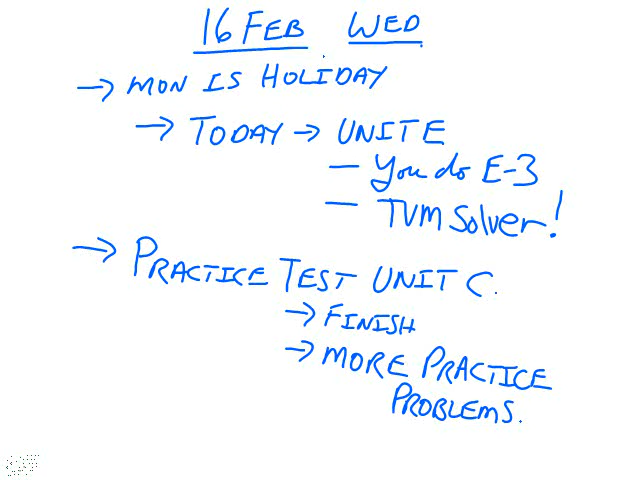 16 FEB WED
→ MON IS HOLIDAY
→ TODAY → UNIT E
— You do E-3
— TVM Solver!
→ PRACTICE TEST UNIT C.
→ FINISH
→ MORE PRACTICE
PROBLEMS.